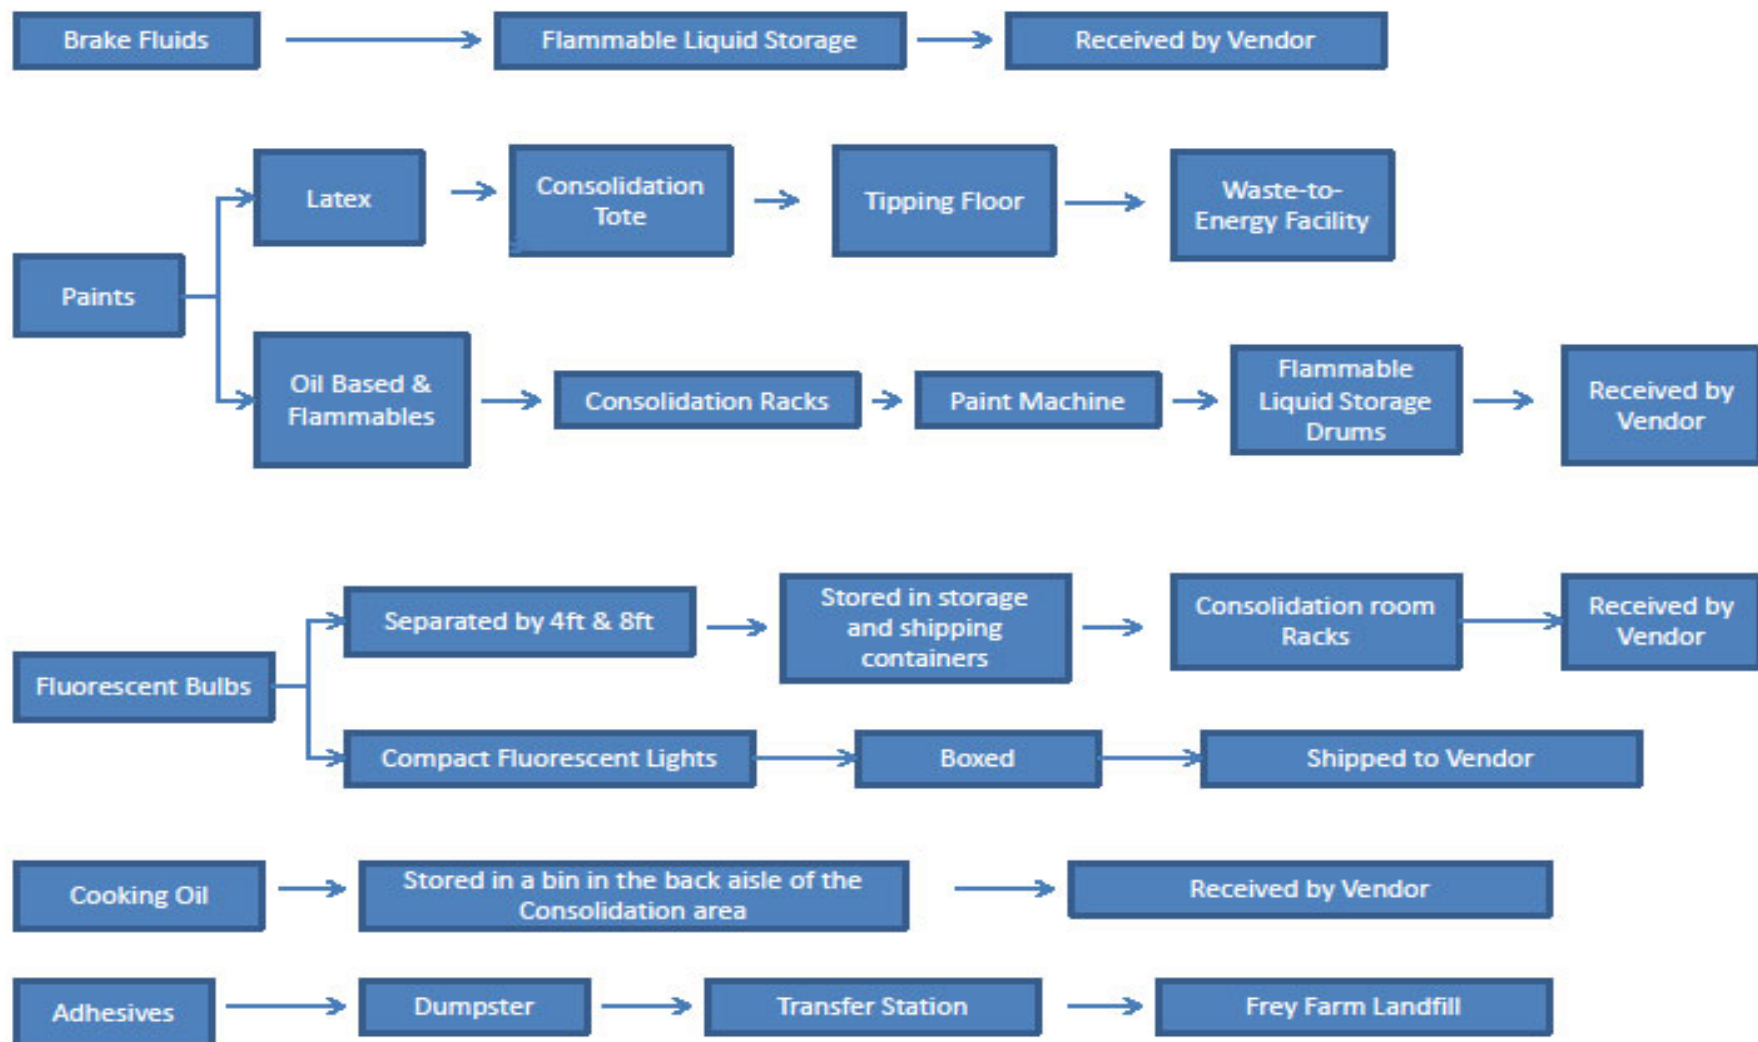 Brake Fluids
Flammable Liquid Storage
Received by Vendor
Paints
Latex
Consolidation
Tote
Tipping Floor
Waste-to-
Energy Facility
Oil Based &
Flammables
Consolidation Racks
Paint Machine
Flammable
Liquid Storage
Drums
Received by
Vendor
Fluorescent Bulbs
Separated by 4ft & 8ft
Stored in storage
and shipping
containers
Consolidation room
Racks
Received by
Vendor
Compact Fluorescent Lights
Boxed
Shipped to Vendor
Cooking Oil
Stored in a bin in the back aisle of the
Consolidation area
Received by Vendor
Adhesives
Dumpster
Transfer Station
Frey Farm Landfill